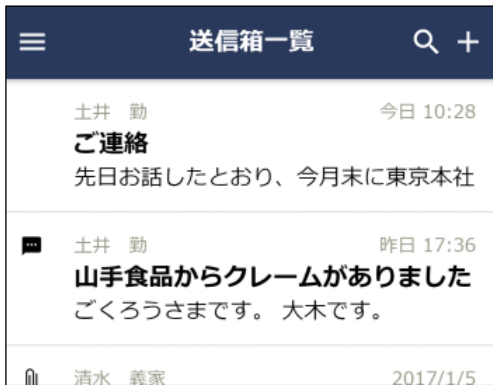 送信箱一覧
土井 勤 今日 10:28
ご連絡
先日お話したとおり、今月末に東京本社
土井 勤 昨日 17:36
山手食品からクレームがありました
ごくろうさまです。 大木です。
清水 義家 2017/1/5